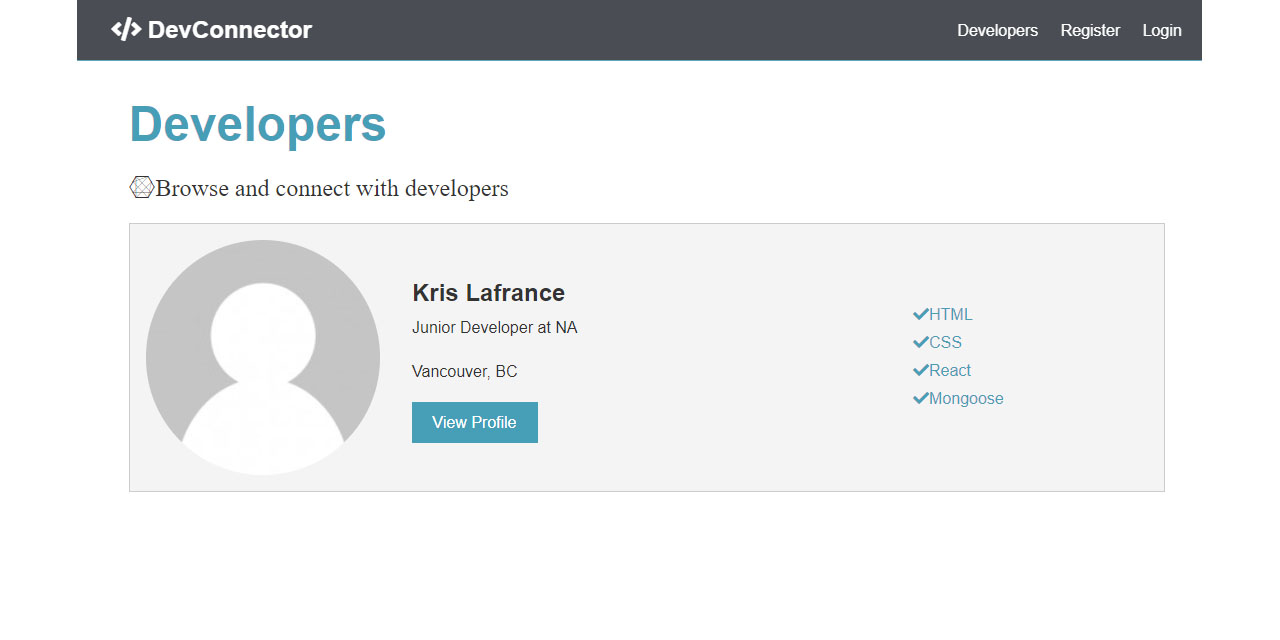 DevConnector
Developers Register Login
Developers
Browse and connect with developers
Kris Lafrance
Junior Developer at NA
Vancouver, BC
View Profile
HTML
CSS
React
Mongoose